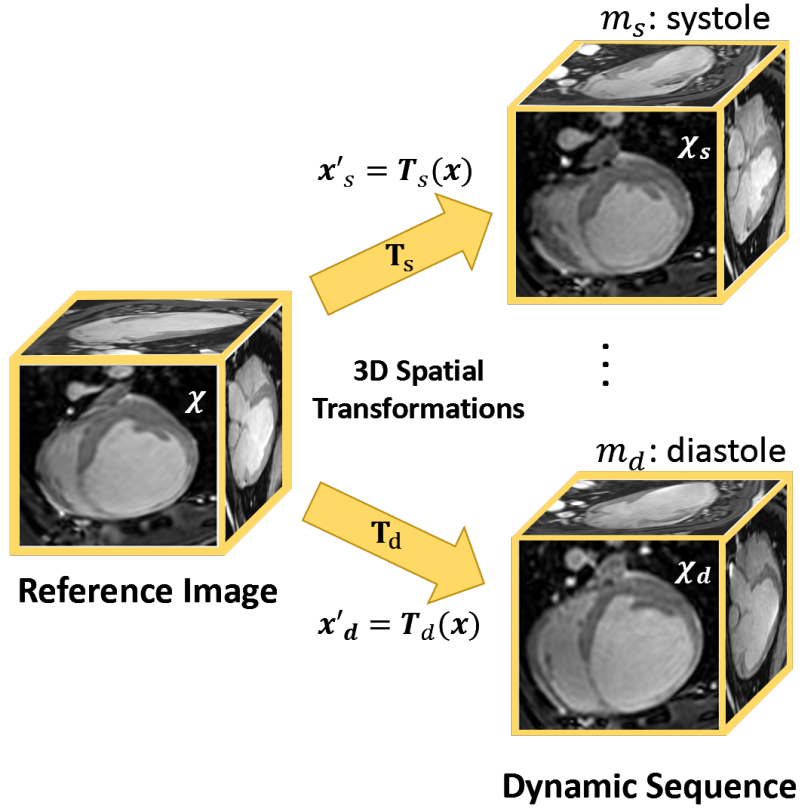 m_s: systole
χ_s
x'_s = T_s(x)
T_s
3D Spatial
Transformations
⋮
χ
m_d: diastole
T_d
χ_d
Reference Image
x'_d = T_d(x)
Dynamic Sequence